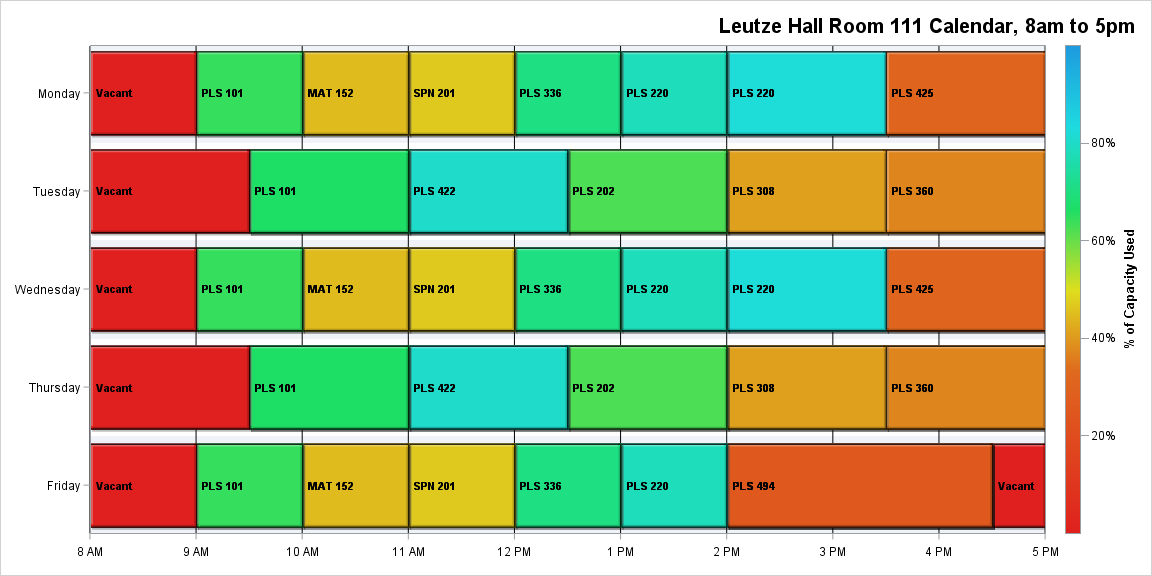 Leutze Hall Room 111 Calendar, 8am to 5pm
Monday
Vacant
PLS 101
MAT 152
SPN 201
PLS 336
PLS 220
PLS 220
PLS 425
Tuesday
Vacant
PLS 101
PLS 422
PLS 202
PLS 308
PLS 360
Wednesday
Vacant
PLS 101
MAT 152
SPN 201
PLS 336
PLS 220
PLS 220
PLS 425
Thursday
Vacant
PLS 101
PLS 422
PLS 202
PLS 308
PLS 360
Friday
Vacant
PLS 101
MAT 152
SPN 201
PLS 336
PLS 220
PLS 494
Vacant
8 AM
9 AM
10 AM
11 AM
12 PM
1 PM
2 PM
3 PM
4 PM
5 PM
80%
60%
40%
20%
% of Capacity Used